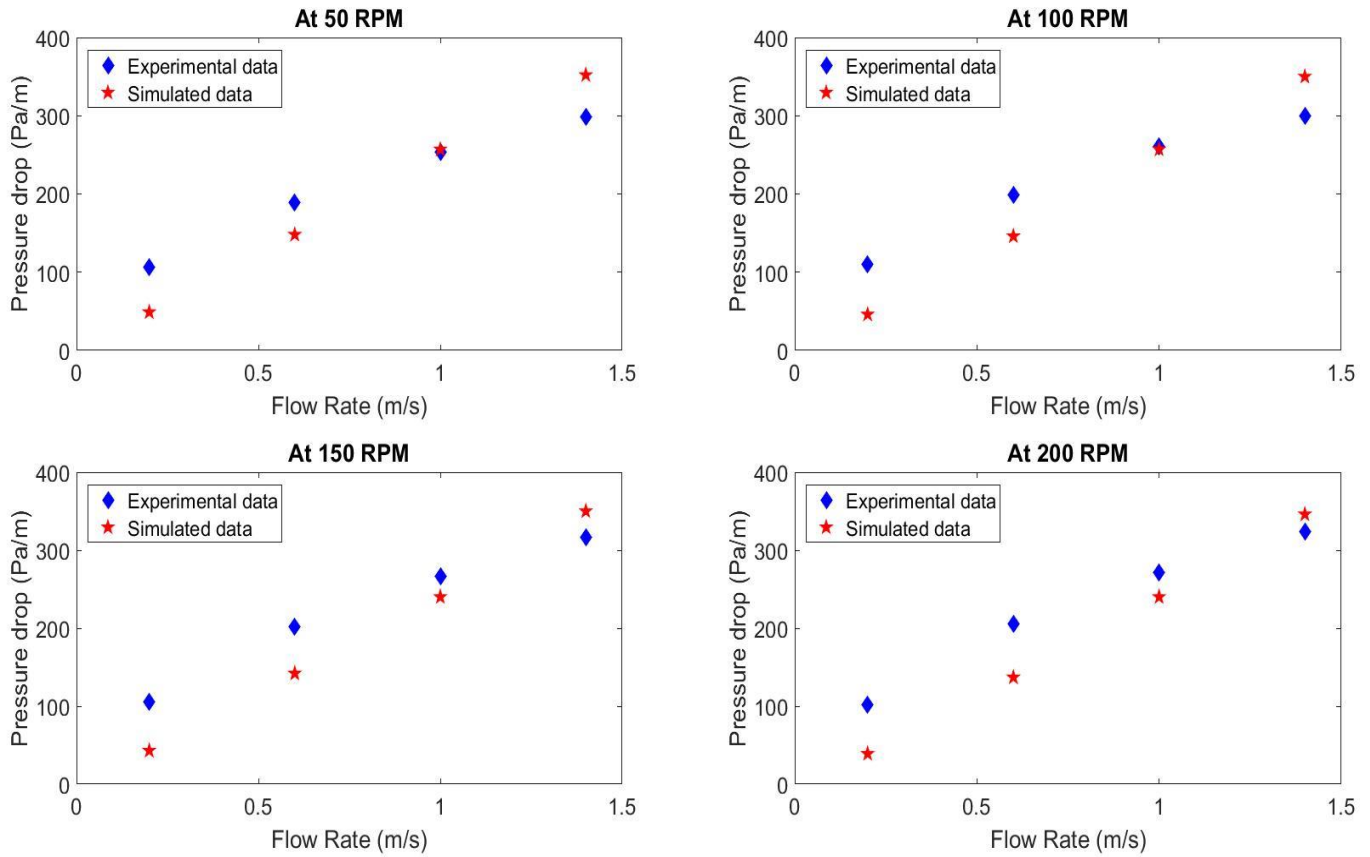 At 50 RPM
400
300
200
100
0
Pressure drop (Pa/m)
Experimental data
Simulated data
0
0.5
1
1.5
Flow Rate (m/s)
At 100 RPM
400
300
200
100
0
Pressure drop (Pa/m)
Experimental data
Simulated data
0
0.5
1
1.5
Flow Rate (m/s)
At 150 RPM
400
300
200
100
0
Pressure drop (Pa/m)
Experimental data
Simulated data
0
0.5
1
1.5
Flow Rate (m/s)
At 200 RPM
400
300
200
100
0
Pressure drop (Pa/m)
Experimental data
Simulated data
0
0.5
1
1.5
Flow Rate (m/s)